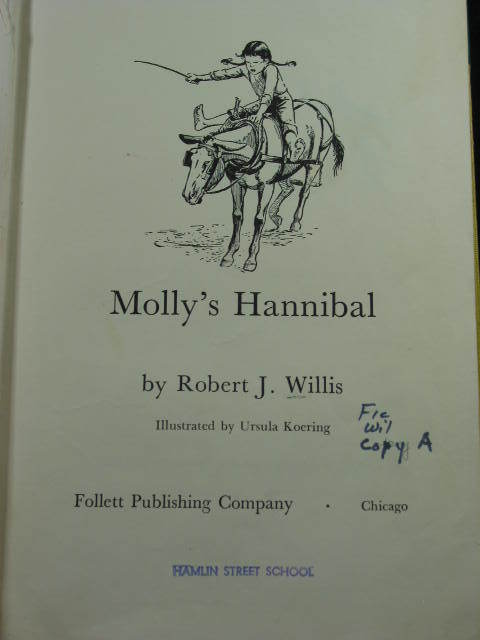 Molly's Hannibal
by Robert J. Willis
Illustrated by Ursula Koering
Fic
Wil
Copy A
Follett Publishing Company · Chicago
HAMLIN STREET SCHOOL